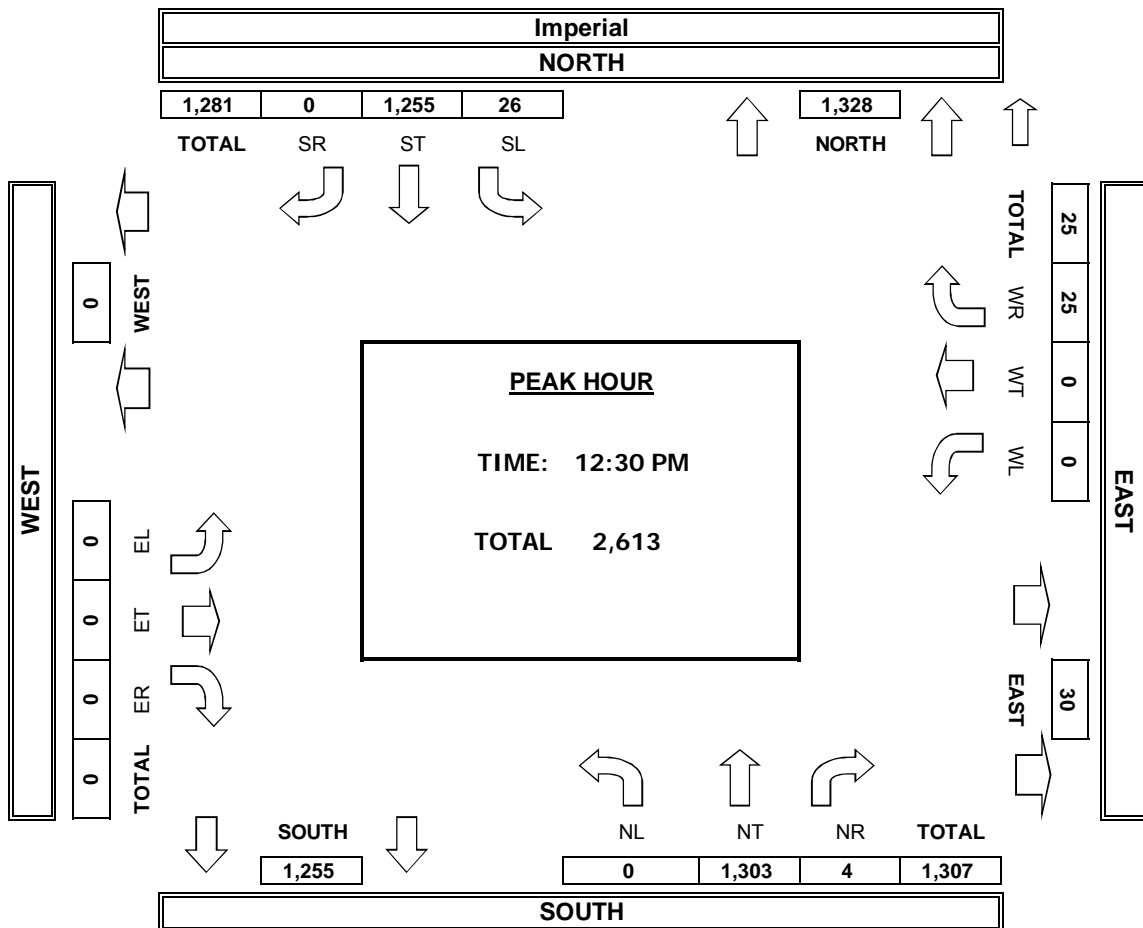 Imperial
NORTH
1,281 0 1,255 26 1,328
TOTAL SR ST SL NORTH
TOTAL 25
WR 25
WT 0
WL 0
0 WEST
WEST
EAST
PEAK HOUR
TIME: 12:30 PM
TOTAL 2,613
0 EL
0 ET
0 ER
0 TOTAL
EAST 30
SOUTH NL NT NR TOTAL
1,255 0 1,303 4 1,307
SOUTH